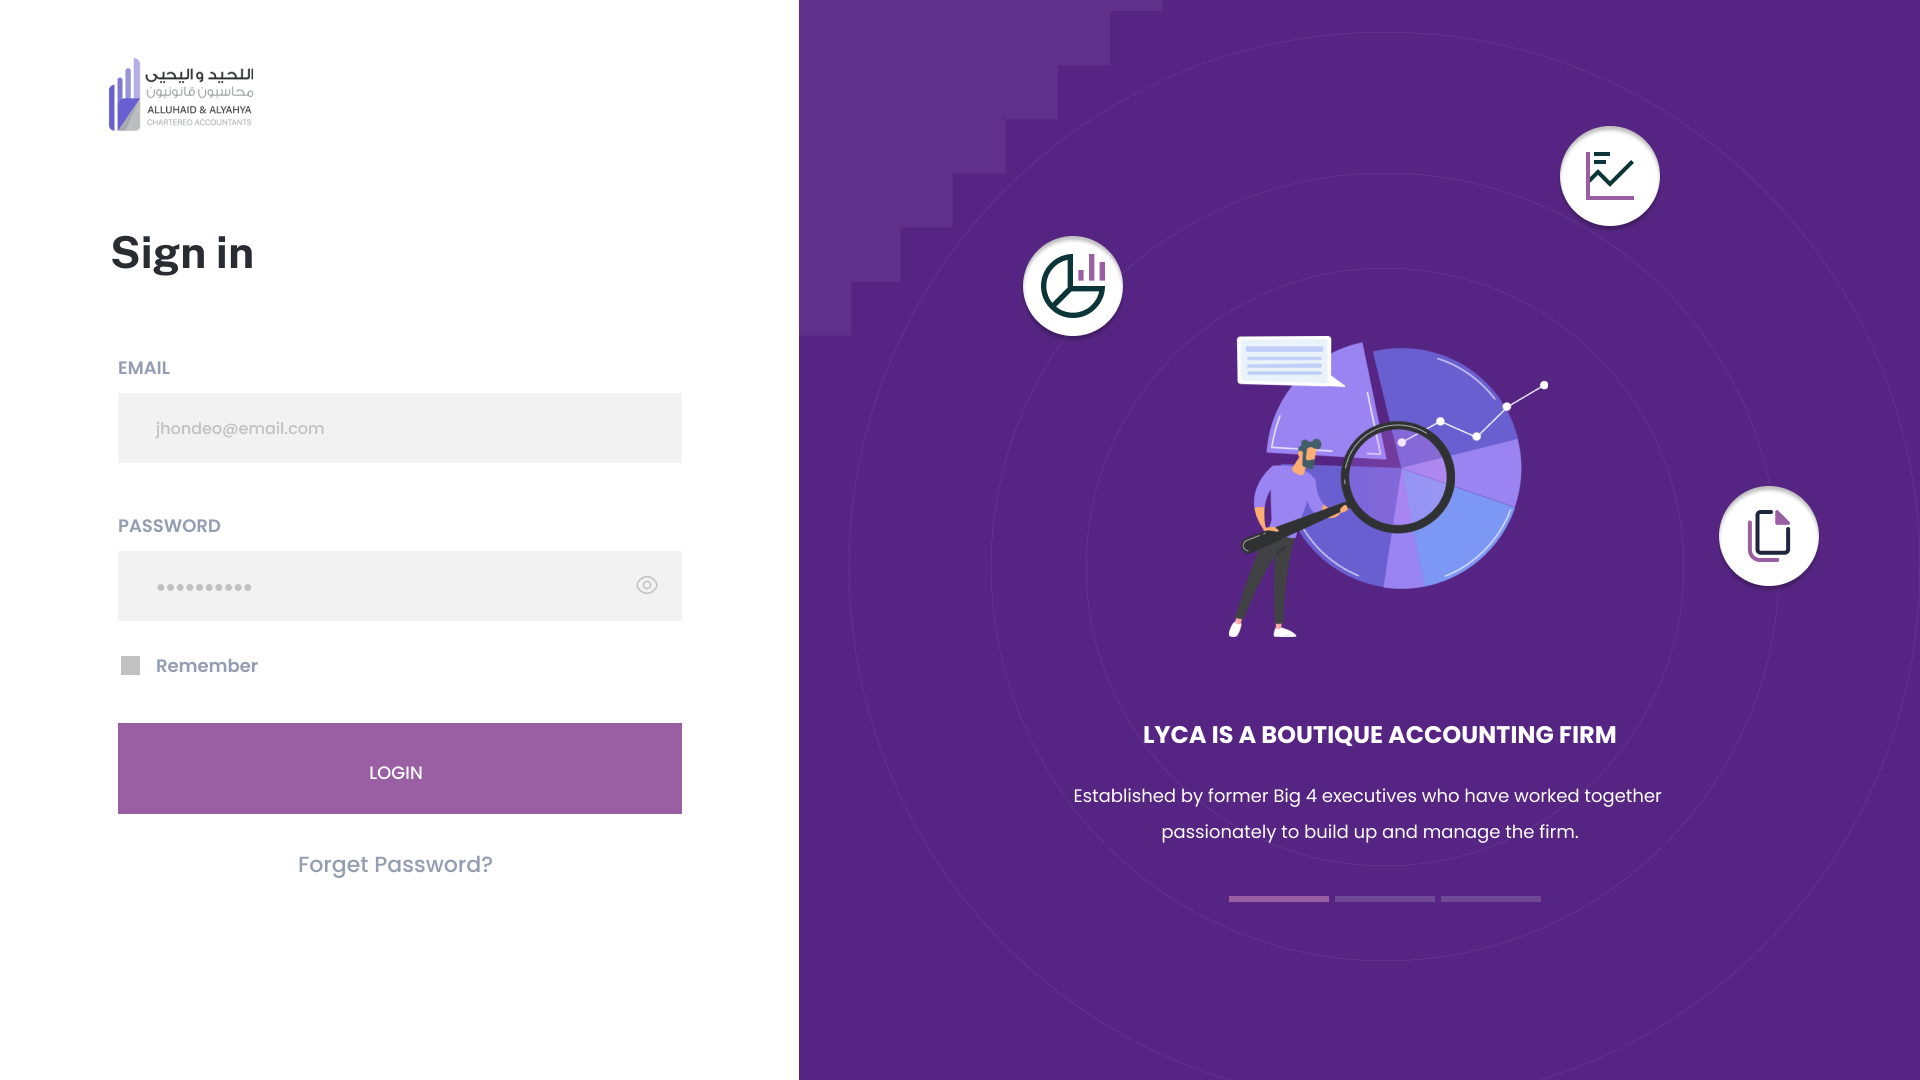 اللحيد واليحيى
محاسبون قانونيون
ALLUHAID & ALYAHYA
CHARTERED ACCOUNTANTS
Sign in
EMAIL
jhondeo@email.com
PASSWORD
Remember
LOGIN
Forget Password?
LYCA IS A BOUTIQUE ACCOUNTING FIRM
Established by former Big 4 executives who have worked together
passionately to build up and manage the firm.